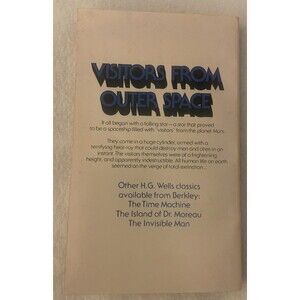 VISITORS FROM
OUTER SPACE
It all began with a falling star—a star that proved
to be a spaceship filled with "visitors" from the planet Mars.
They came in a huge cylinder, armed with a
terrifying heat-ray that could destroy men and cities in an
instant. The visitors themselves were of a frightening
height, and apparently indestructible. All human life on earth
seemed on the verge of total extinction...
Other H.G. Wells classics
available from Berkley:
The Time Machine
The Island of Dr. Moreau
The Invisible Man